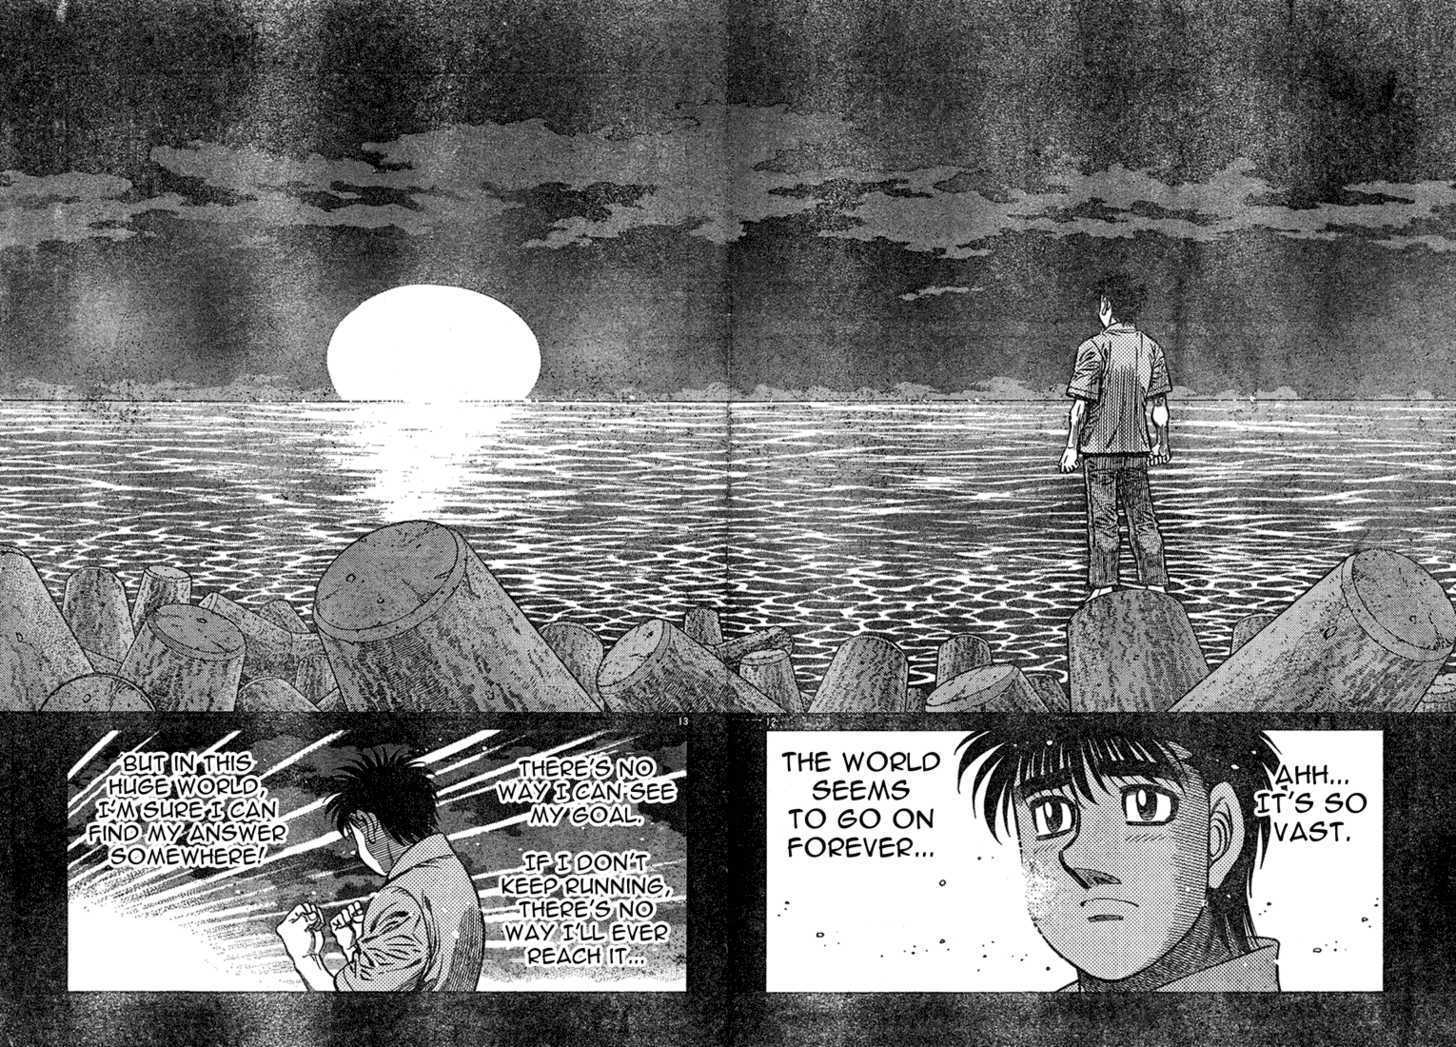 13
12
AHH...
IT'S SO
VAST.
THE WORLD
SEEMS
TO GO ON
FOREVER...
THERE'S NO
WAY I CAN SEE
MY GOAL.
IF I DON'T
KEEP RUNNING,
THERE'S NO
WAY I'LL EVER
REACH IT...
BUT IN THIS
HUGE WORLD,
I'M SURE I CAN
FIND MY ANSWER
SOMEWHERE!